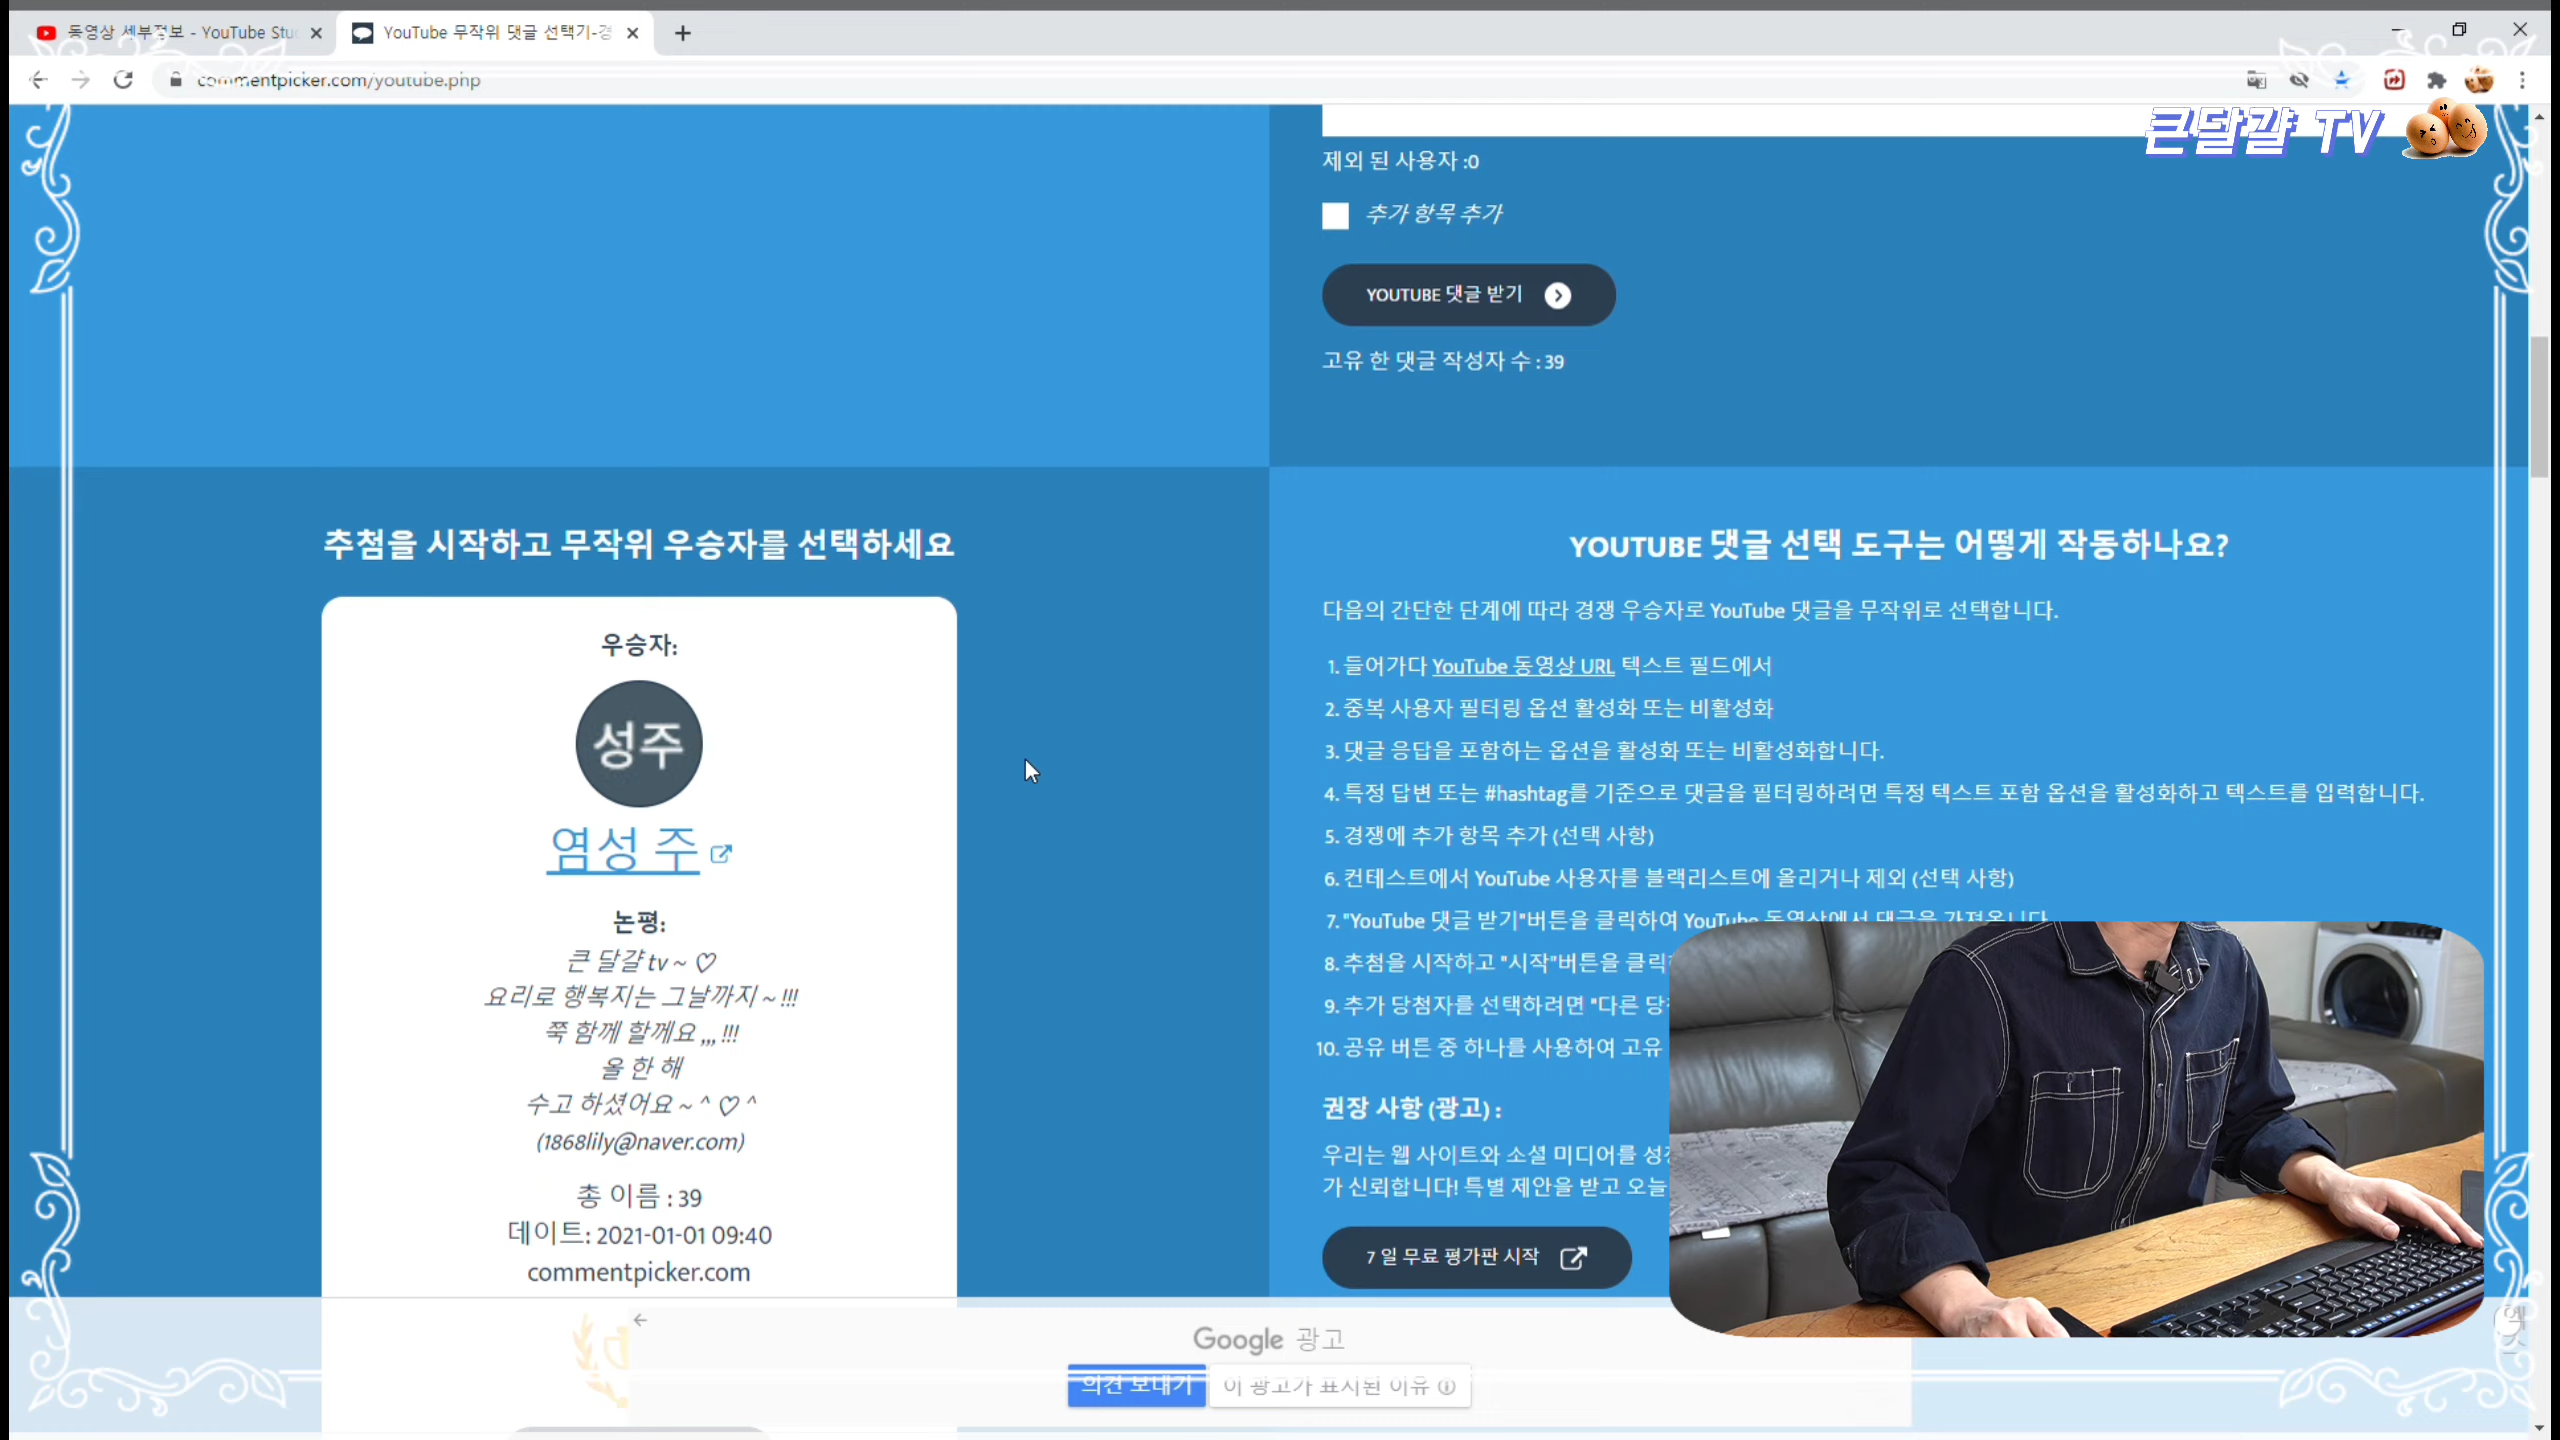 동영상 세부정보 - YouTube Stu
YouTube 무작위 댓글 선택기-경
commentpicker.com/youtube.php
큰달걀 TV
제외 된 사용자 :0
추가 항목 추가
YOUTUBE 댓글 받기
고유 한 댓글 작성자 수 : 39
추첨을 시작하고 무작위 우승자를 선택하세요
우승자:
성주
염성 주
논평:
큰 달걀 tv ~ ♡
요리로 행복지는 그날까지 ~ !!!
쭉 함께 할께요 ,,, !!!
올 한 해
수고 하셨어요 ~ ^ ♡ ^
(1868lily@naver.com)
총 이름 : 39
데이트: 2021-01-01 09:40
commentpicker.com
YOUTUBE 댓글 선택 도구는 어떻게 작동하나요?
다음의 간단한 단계에 따라 경쟁 우승자로 YouTube 댓글을 무작위로 선택합니다.
1. 들어가다 YouTube 동영상 URL 텍스트 필드에서
2. 중복 사용자 필터링 옵션 활성화 또는 비활성화
3. 댓글 응답을 포함하는 옵션을 활성화 또는 비활성화합니다.
4. 특정 답변 또는 #hashtag를 기준으로 댓글을 필터링하려면 특정 텍스트 포함 옵션을 활성화하고 텍스트를 입력합니다.
5. 경쟁에 추가 항목 추가 (선택 사항)
6. 컨테스트에서 YouTube 사용자를 블랙리스트에 올리거나 제외 (선택 사항)
7. "YouTube 댓글 받기"버튼을 클릭하여 YouTube 동영상에서 댓글을 가져옵니다
8. 추첨을 시작하고 "시작"버튼을 클릭
9. 추가 당첨자를 선택하려면 "다른 당
10. 공유 버튼 중 하나를 사용하여 고유
권장 사항 (광고) :
우리는 웹 사이트와 소셜 미디어를 성
가 신뢰합니다! 특별 제안을 받고 오늘
7 일 무료 평가판 시작
Google 광고
의견 보내기
이 광고가 표시된 이유